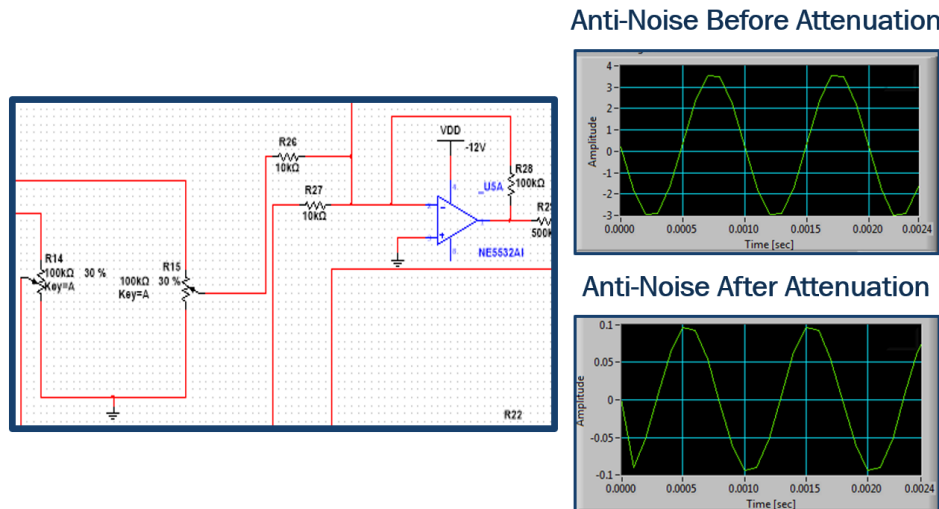 Anti-Noise Before Attenuation
Amplitude
4
3
2
1
0
-1
-2
-3
0.0000 0.0005 0.0010 0.0015 0.0020 0.0024
Time [sec]
Anti-Noise After Attenuation
Amplitude
0.1
0.05
0
-0.05
-0.1
0.0000 0.0005 0.0010 0.0015 0.0020 0.0024
Time [sec]
R26
10kΩ
R27
10kΩ
VDD
-12V
U5A
R28
100kΩ
NE5532AI
R14
100kΩ
Key=A
30 %
R15
100kΩ
30 %
Key=A
R22